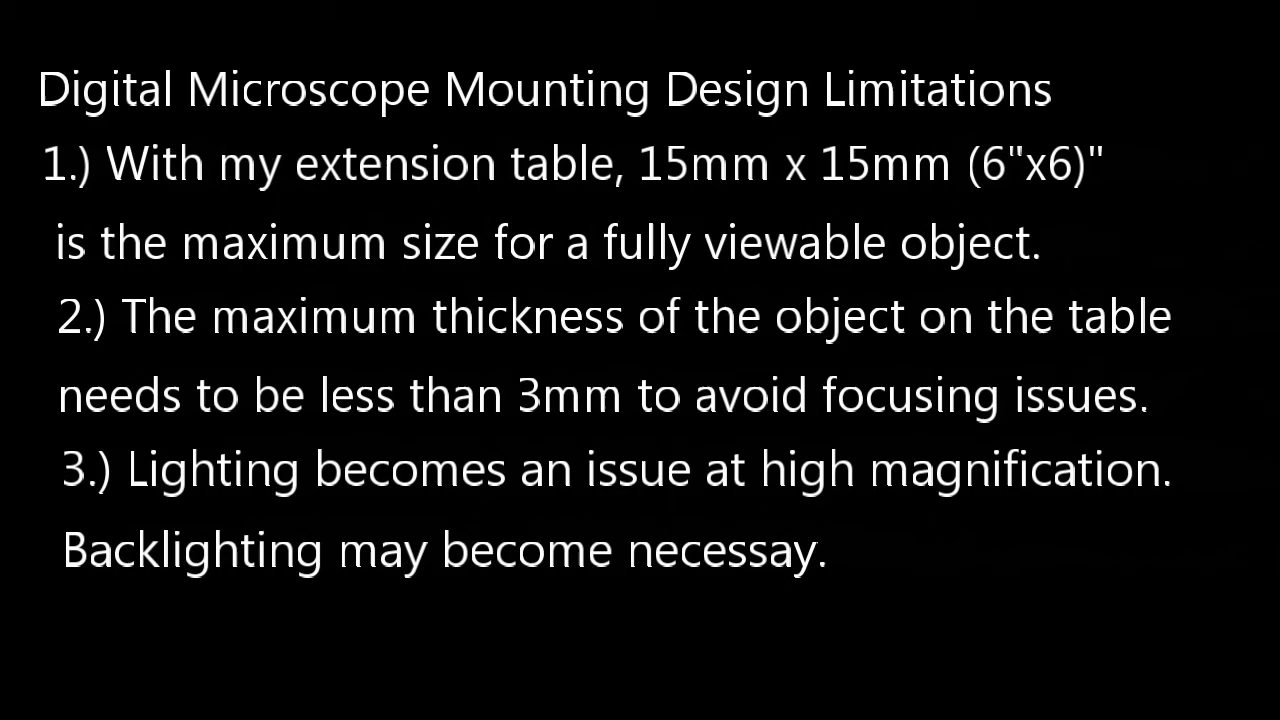 Digital Microscope Mounting Design Limitations
1.) With my extension table, 15mm x 15mm (6"x6)"
is the maximum size for a fully viewable object.
2.) The maximum thickness of the object on the table
needs to be less than 3mm to avoid focusing issues.
3.) Lighting becomes an issue at high magnification.
Backlighting may become necessay.